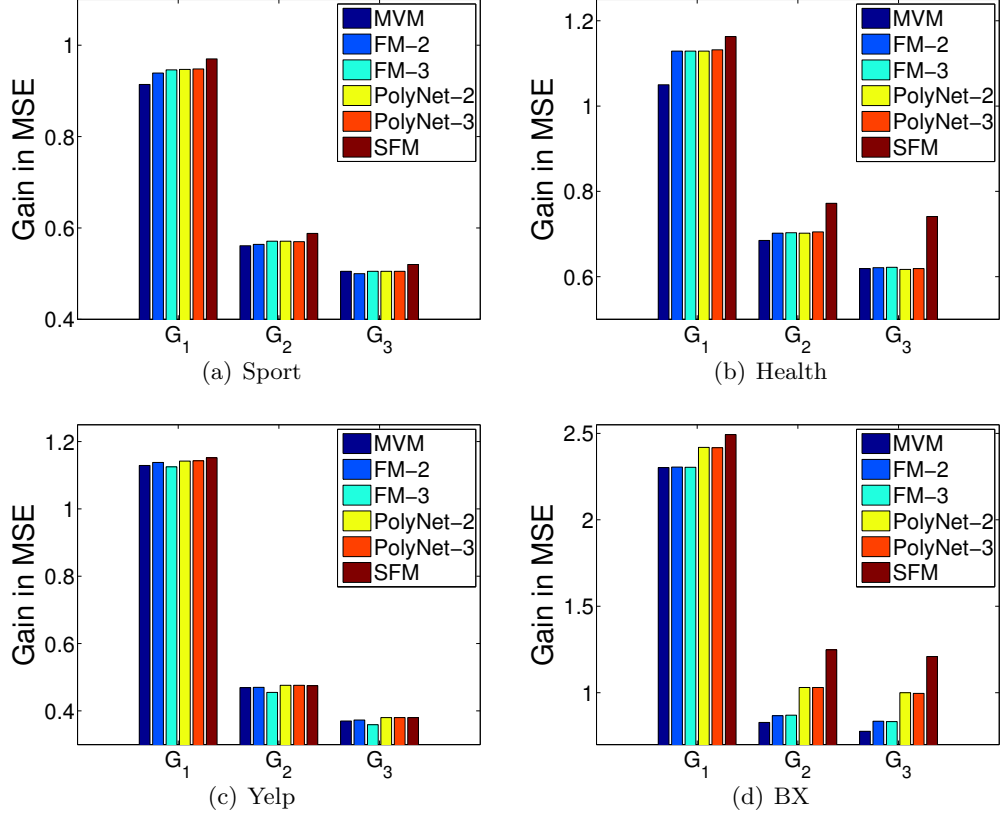 Gain in MSE
1
0.8
0.6
0.4
MVM
FM-2
FM-3
PolyNet-2
PolyNet-3
SFM
G1 G2 G3
(a) Sport
Gain in MSE
1.2
1
0.8
0.6
MVM
FM-2
FM-3
PolyNet-2
PolyNet-3
SFM
G1 G2 G3
(b) Health
Gain in MSE
1.2
1
0.8
0.6
0.4
MVM
FM-2
FM-3
PolyNet-2
PolyNet-3
SFM
G1 G2 G3
(c) Yelp
Gain in MSE
2.5
2
1.5
1
MVM
FM-2
FM-3
PolyNet-2
PolyNet-3
SFM
G1 G2 G3
(d) BX